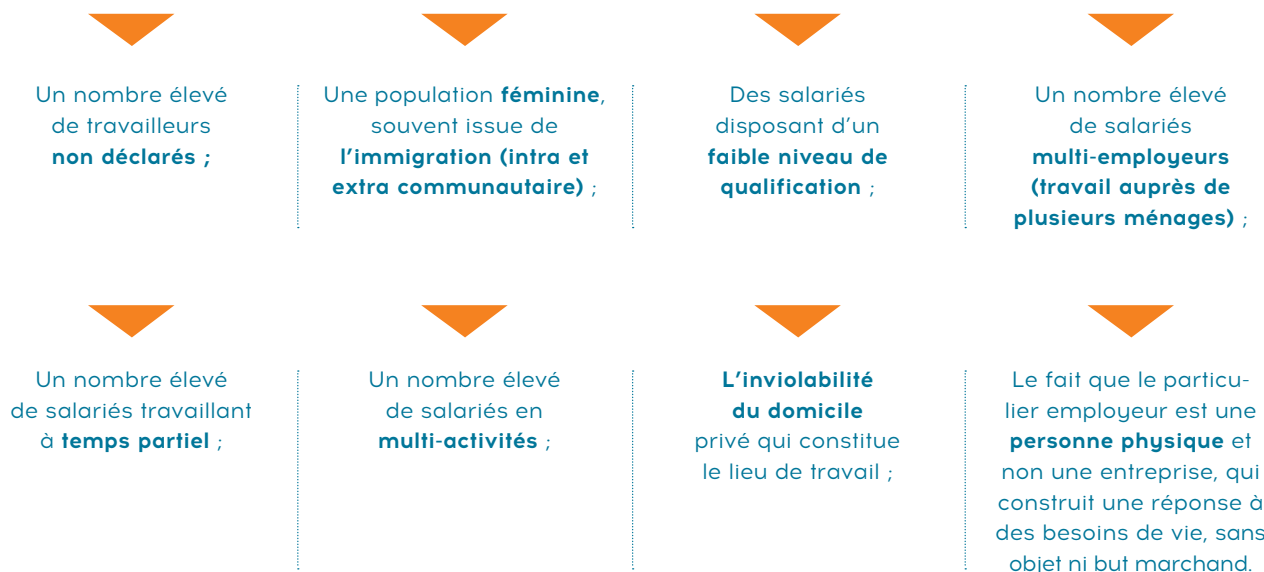 Un nombre élevé
de travailleurs
non déclarés ;
Une population féminine,
souvent issue de
l’immigration (intra et
extra communautaire) ;
Des salariés
disposant d’un
faible niveau de
qualification ;
Un nombre élevé
de salariés
multi-employeurs
(travail auprès de
plusieurs ménages) ;
Un nombre élevé
de salariés travaillant
à temps partiel ;
Un nombre élevé
de salariés en
multi-activités ;
L’inviolabilité
du domicile
privé qui constitue
le lieu de travail ;
Le fait que le particu-
lier employeur est une
personne physique et
non une entreprise, qui
construit une réponse à
des besoins de vie, sans
objet ni but marchand.